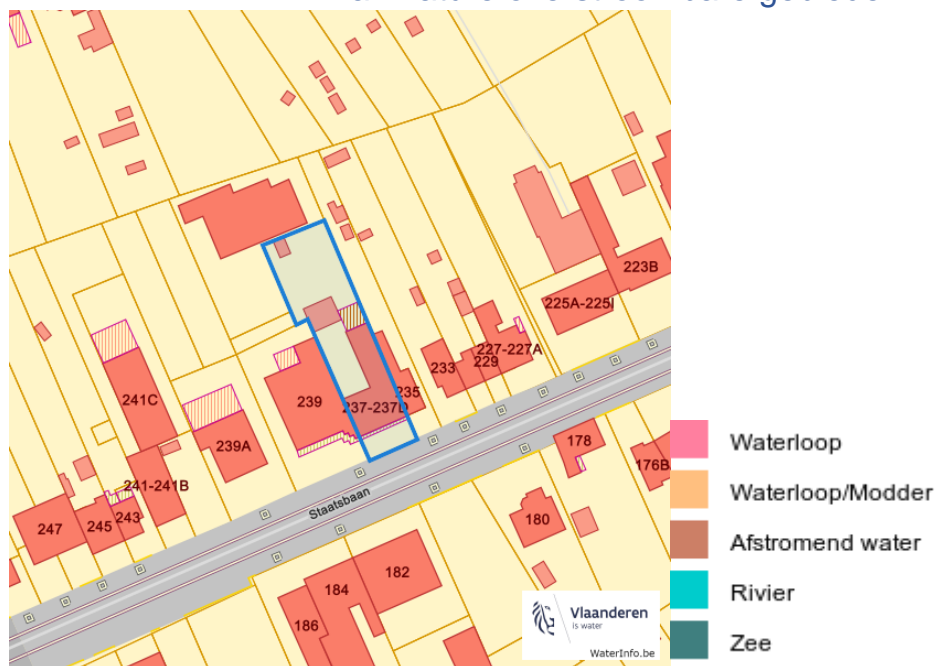 223B
225A-225I
227-227A
229
233
235
237-237D
239
239A
241C
241-241B
243
245
247
Staatsbaan
178
176B
180
182
184
186
Vlaanderen
is water
WaterInfo.be
Waterloop
Waterloop/Modder
Afstromend water
Rivier
Zee